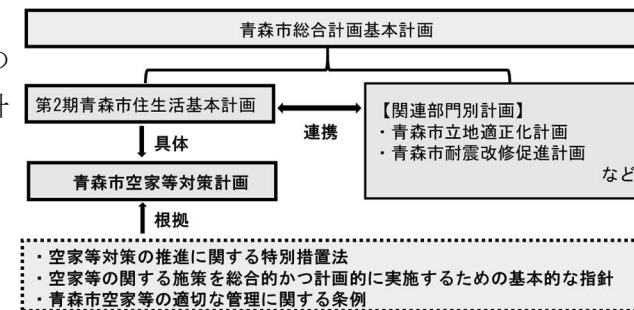 青森市総合計画基本計画
の
計
第2期青森市住生活基本計画
連携
【関連部門別計画】
・青森市立地適正化計画
・青森市耐震改修促進計画
など
具体
青森市空家等対策計画
根拠
・空家等対策の推進に関する特別措置法
・空家等の関する施策を総合的かつ計画的に実施するための基本的な指針
・青森市空家等の適切な管理に関する条例